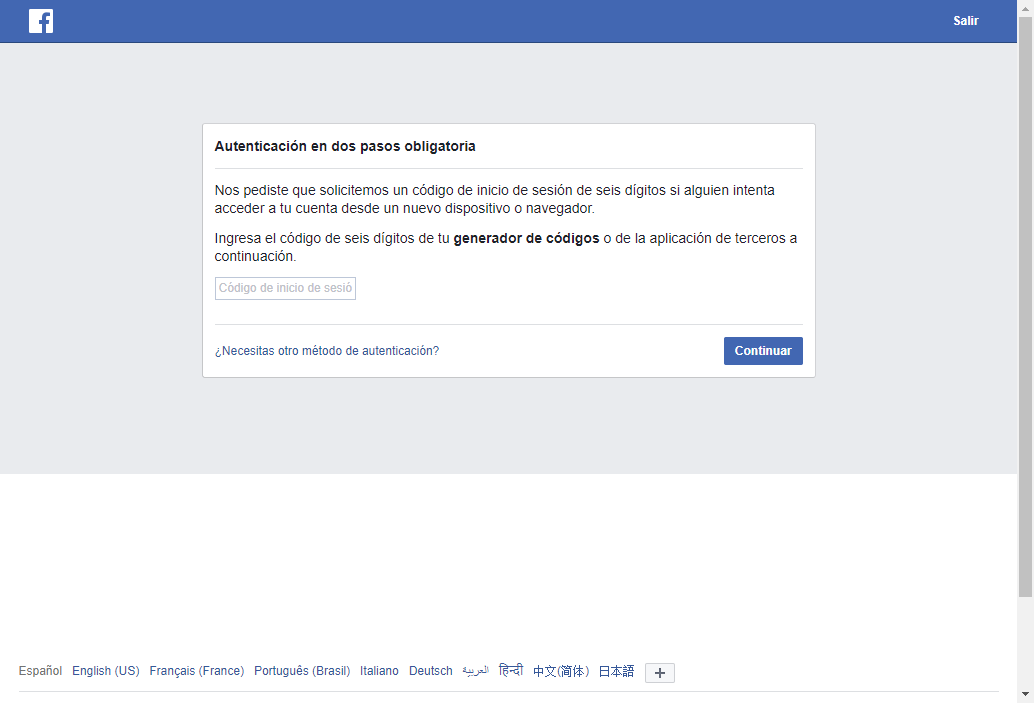 Salir
Autenticación en dos pasos obligatoria
Nos pediste que solicitemos un código de inicio de sesión de seis dígitos si alguien intenta
acceder a tu cuenta desde un nuevo dispositivo o navegador.
Ingresa el código de seis dígitos de tu generador de códigos o de la aplicación de terceros a
continuación.
Código de inicio de sesió
¿Necesitas otro método de autenticación? Continuar
Español English (US) Français (France) Português (Brasil) Italiano Deutsch العربية हिन्दी 中文(简体) 日本語 +